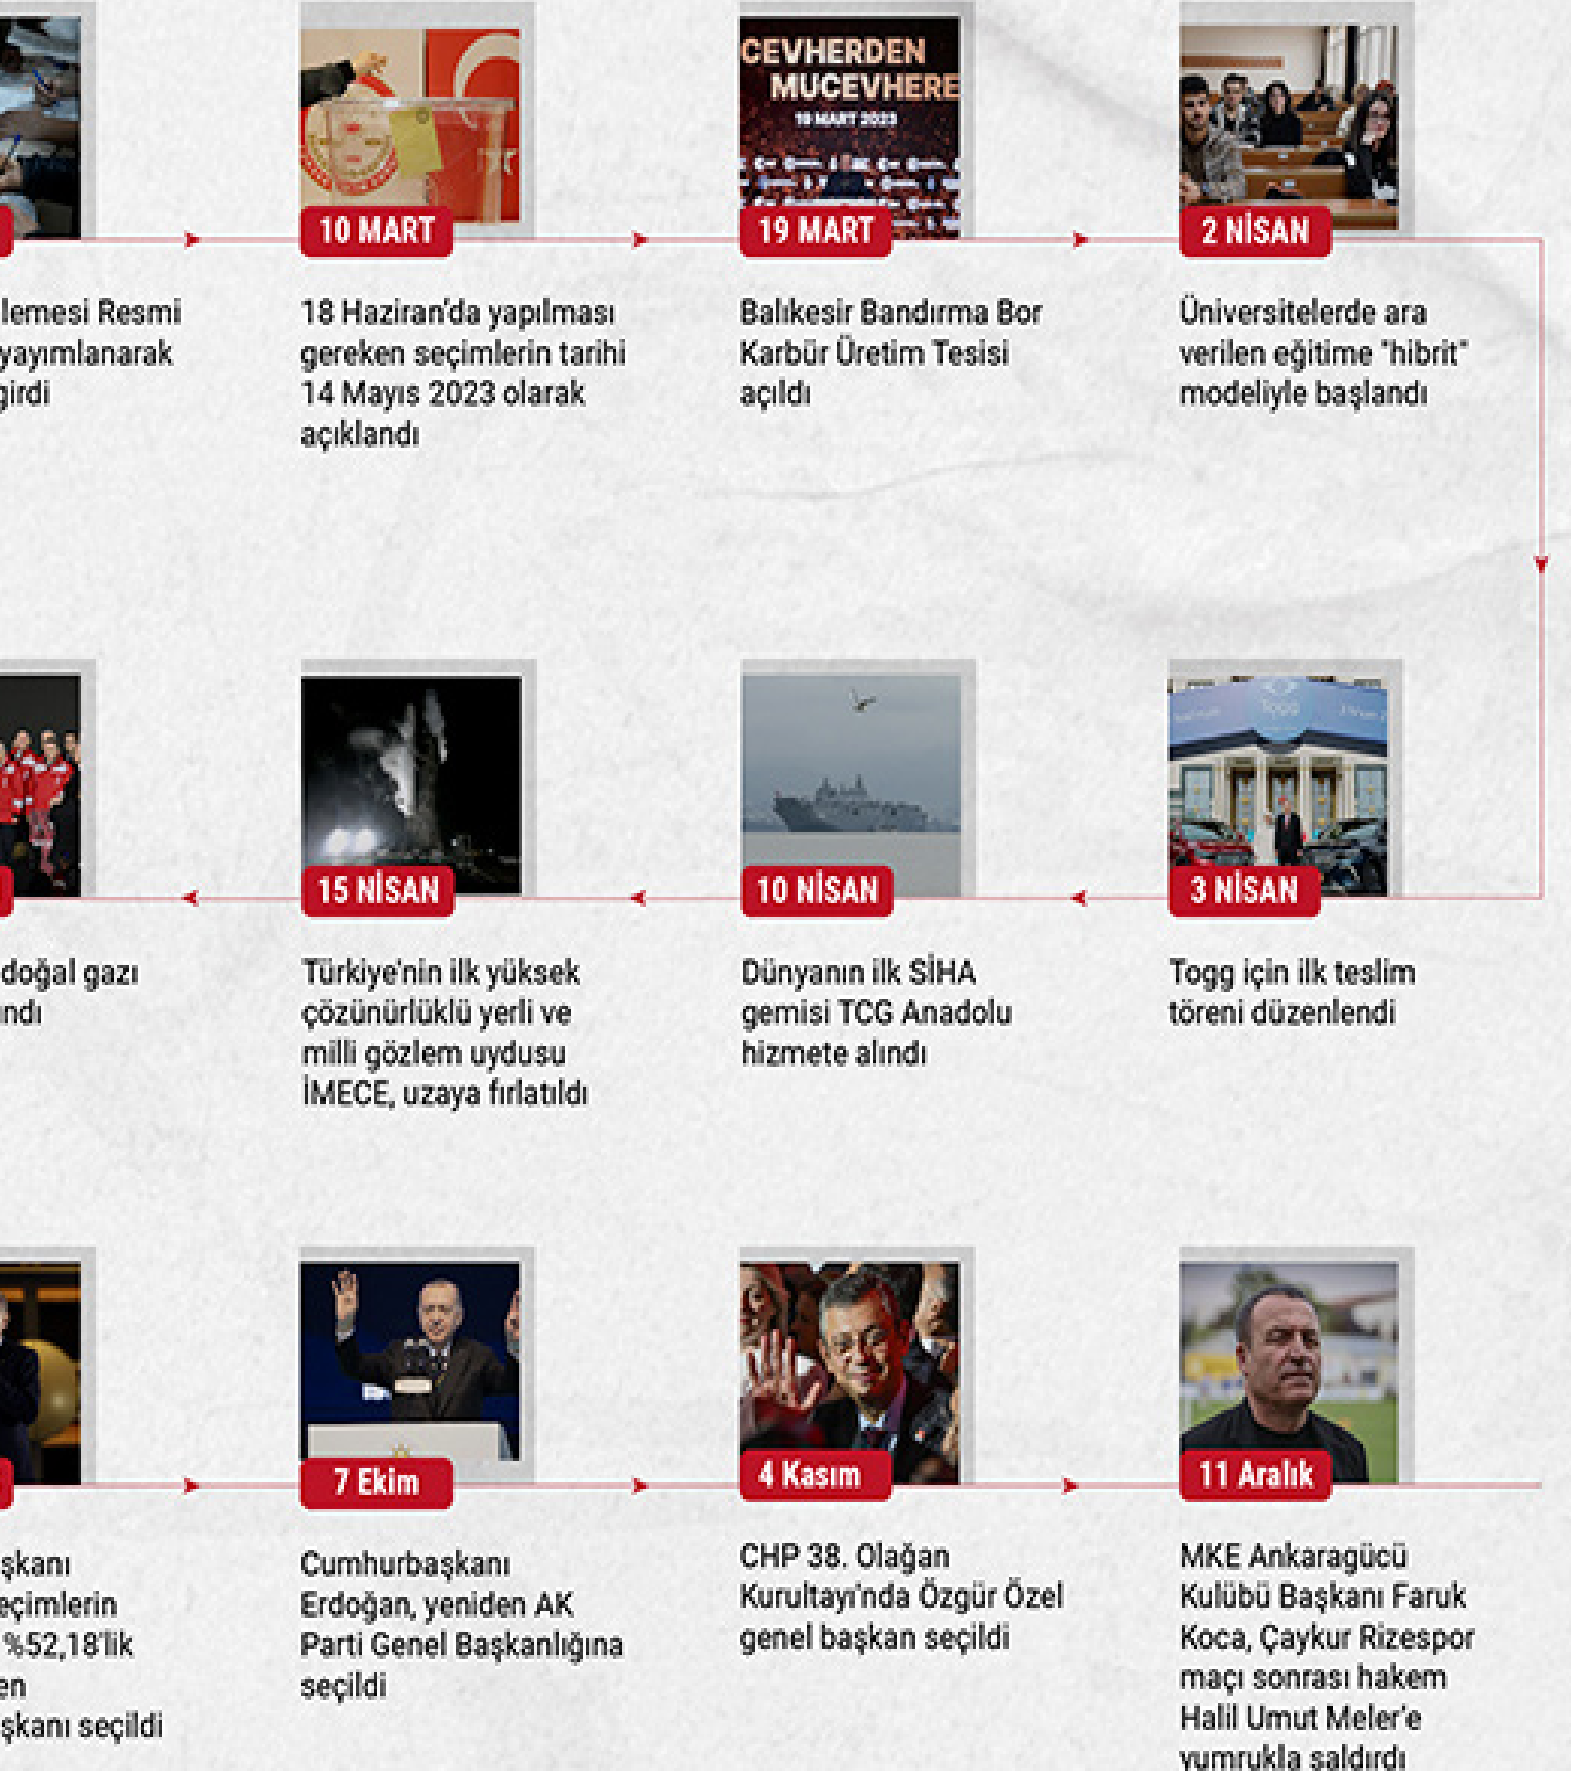 CEVHERDEN
MUCEVHERE
19 MART 2023
10 MART
19 MART
2 NİSAN
lemesi Resmi
yayımlanarak
girdi
18 Haziran'da yapılması
gereken seçimlerin tarihi
14 Mayıs 2023 olarak
açıklandı
Balıkesir Bandırma Bor
Karbür Üretim Tesisi
açıldı
Üniversitelerde ara
verilen eğitime "hibrit"
modeliyle başlandı
Togg
15 NİSAN
10 NİSAN
3 NİSAN
doğal gazı
ndı
Türkiye'nin ilk yüksek
çözünürlüklü yerli ve
milli gözlem uydusu
İMECE, uzaya fırlatıldı
Dünyanın ilk SİHA
gemisi TCG Anadolu
hizmete alındı
Togg için ilk teslim
töreni düzenlendi
7 Ekim
4 Kasım
11 Aralık
şkanı
eçimlerin
%52,18'lik
en
şkanı seçildi
Cumhurbaşkanı
Erdoğan, yeniden AK
Parti Genel Başkanlığına
seçildi
CHP 38. Olağan
Kurultayı'nda Özgür Özel
genel başkan seçildi
MKE Ankaragücü
Kulübü Başkanı Faruk
Koca, Çaykur Rizespor
maçı sonrası hakem
Halil Umut Meler'e
yumrukla saldırdı